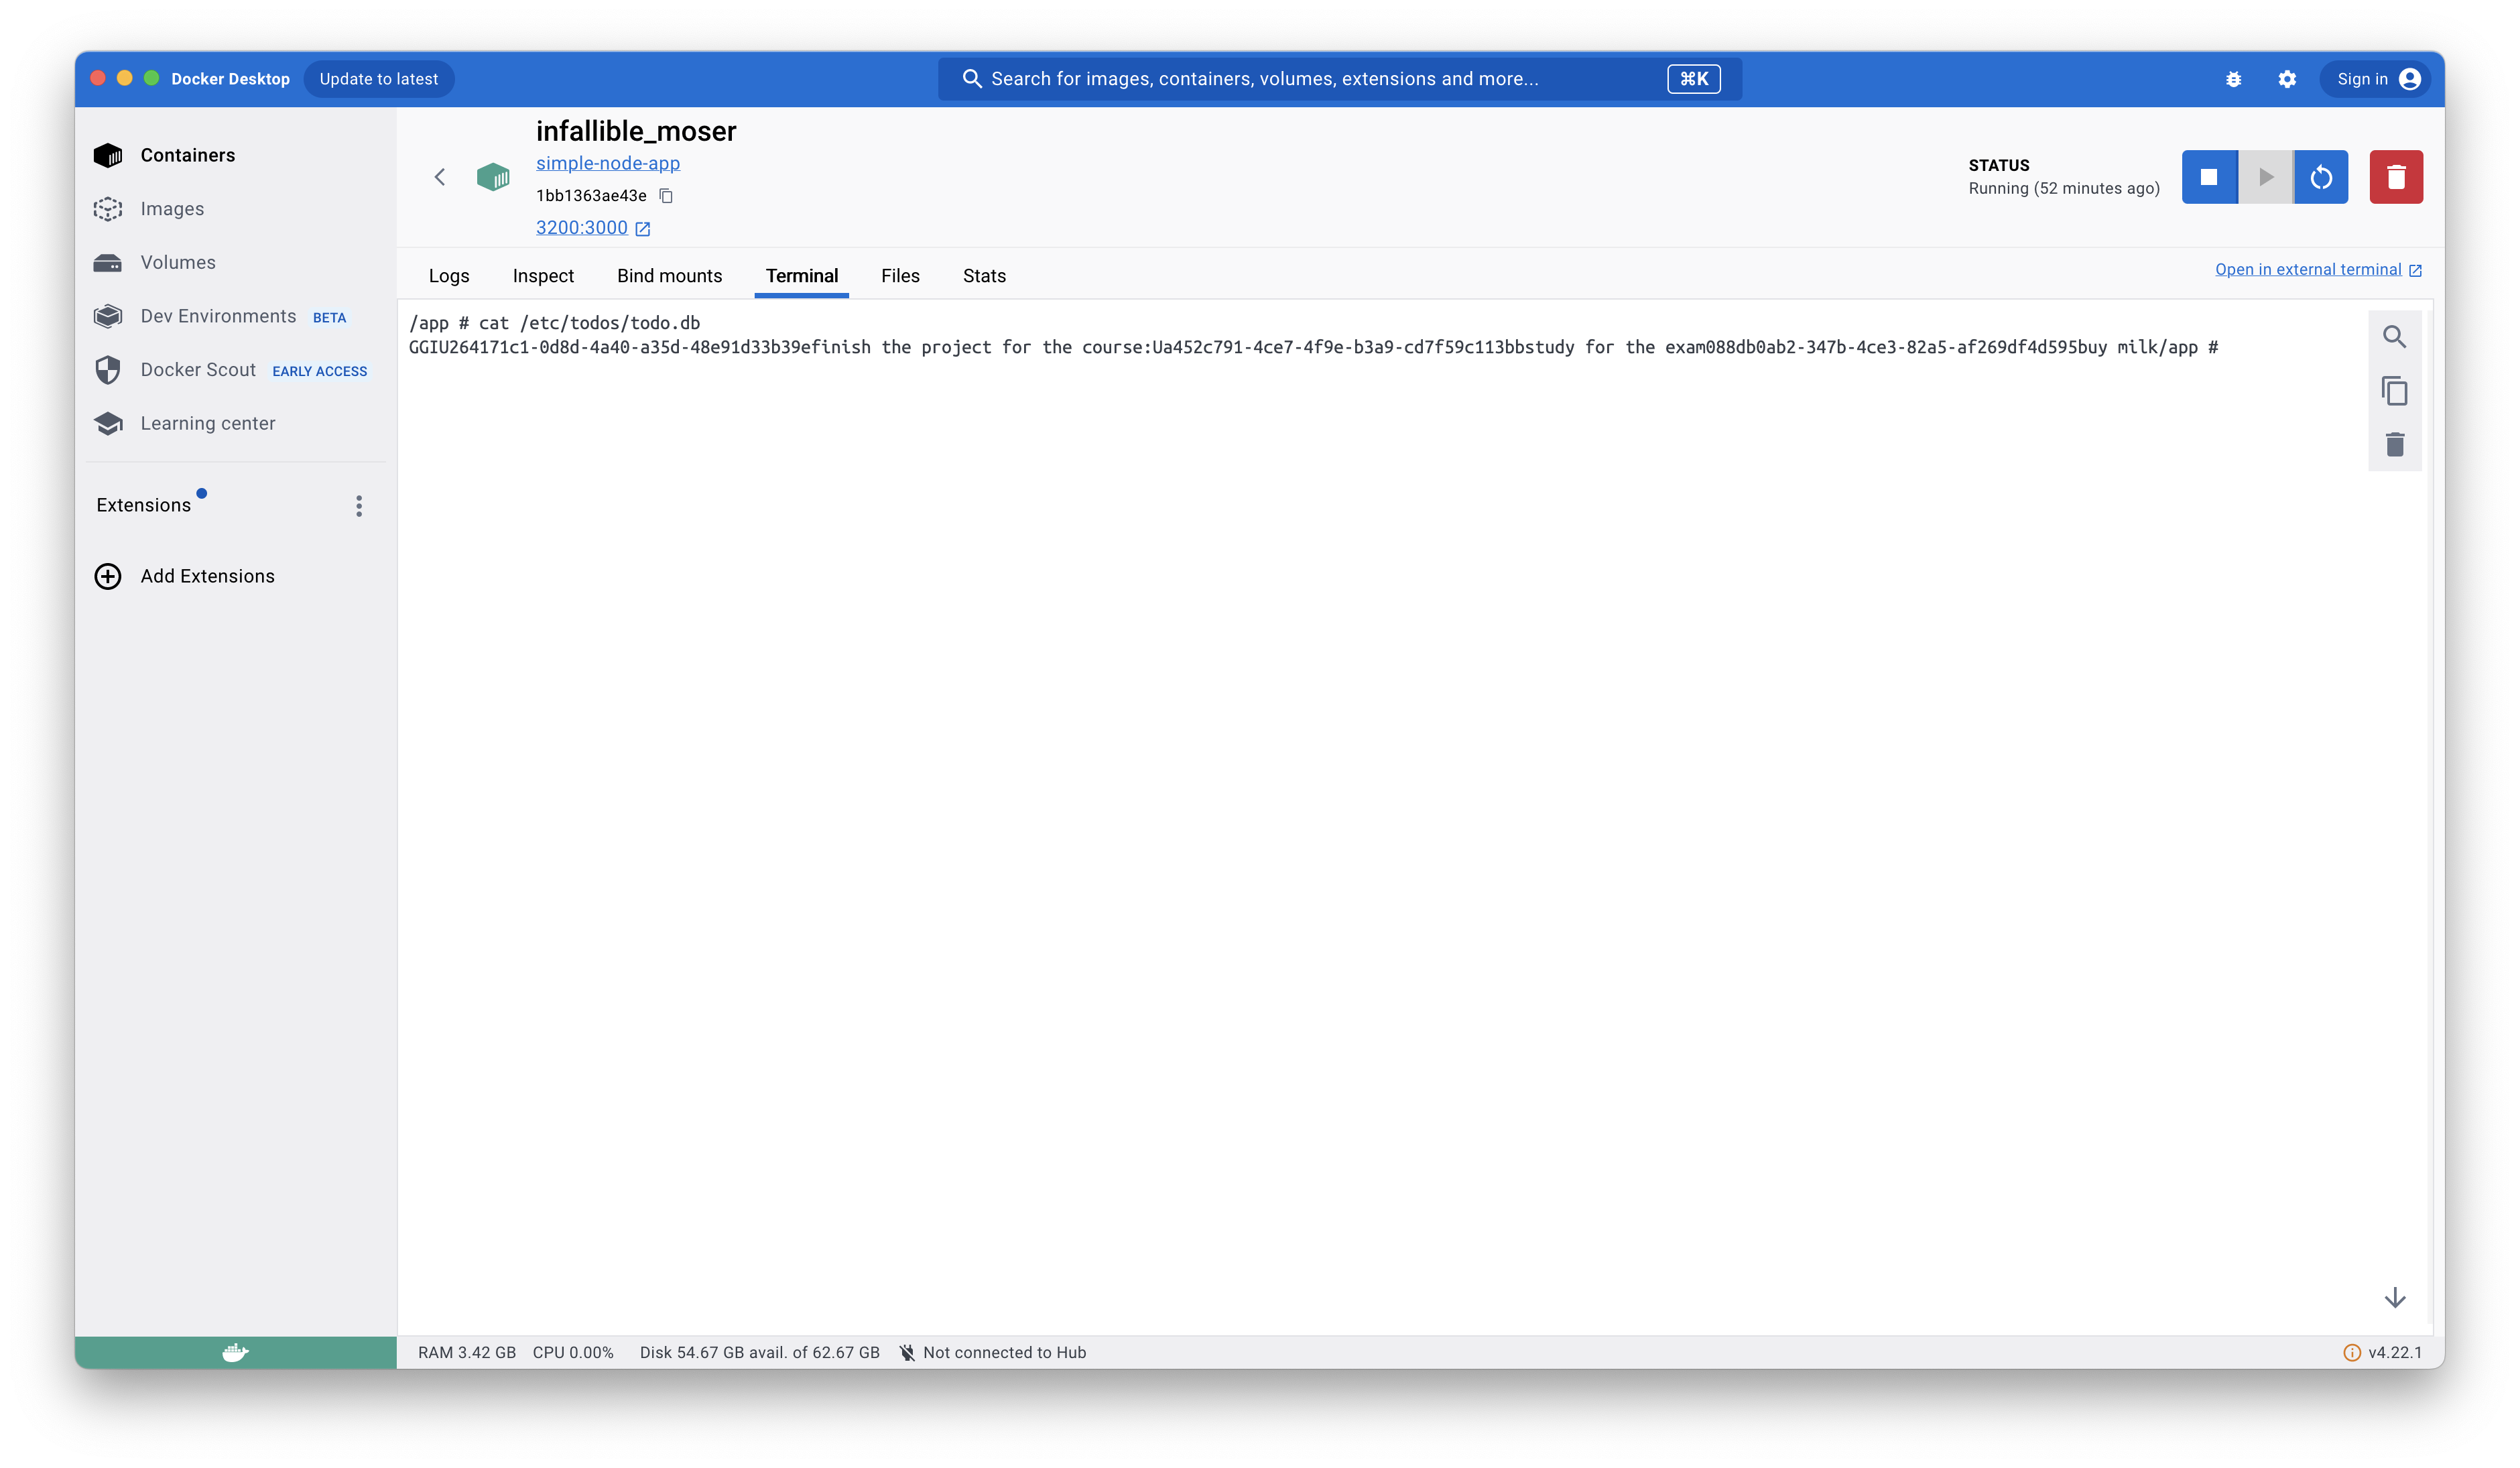 Docker Desktop
Update to latest
Search for images, containers, volumes, extensions and more...
⌘K
Sign in
Containers
Images
Volumes
Dev Environments BETA
Docker Scout EARLY ACCESS
Learning center
Extensions
Add Extensions
infallible_moser
simple-node-app
1bb1363ae43e
3200:3000
STATUS
Running (52 minutes ago)
Logs
Inspect
Bind mounts
Terminal
Files
Stats
Open in external terminal
/app # cat /etc/todos/todo.db
GGIU264171c1-0d8d-4a40-a35d-48e91d33b39efinish the project for the course:Ua452c791-4ce7-4f9e-b3a9-cd7f59c113bbstudy for the exam088db0ab2-347b-4ce3-82a5-af269df4d595buy milk/app #
RAM 3.42 GB
CPU 0.00%
Disk 54.67 GB avail. of 62.67 GB
Not connected to Hub
v4.22.1